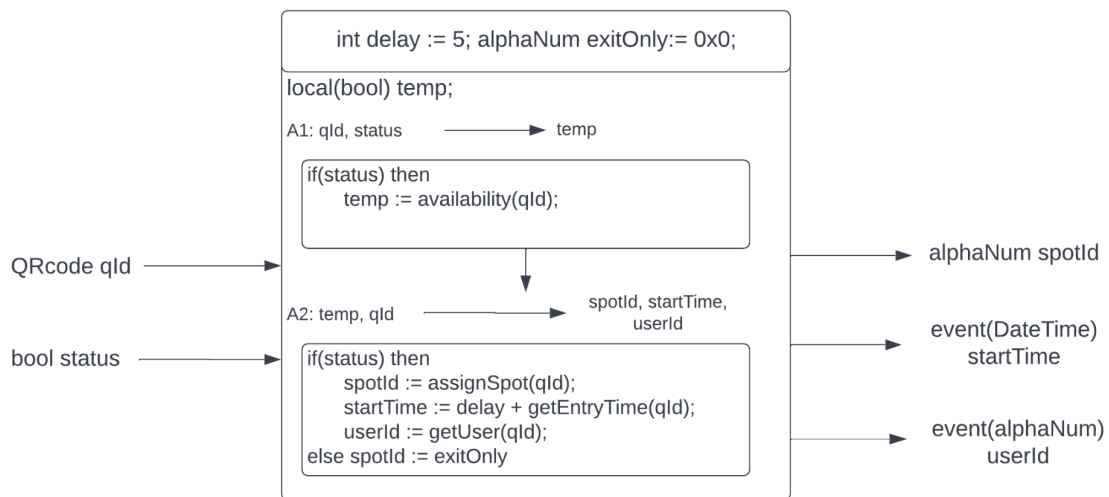 int delay := 5; alphaNum exitOnly:= 0x0;
local(bool) temp;
A1: qId, status
temp
if(status) then
temp := availability(qId);
QRcode qId
alphaNum spotId
A2: temp, qId
spotId, startTime,
userId
bool status
event(DateTime)
startTime
if(status) then
spotId := assignSpot(qId);
startTime := delay + getEntryTime(qId);
userId := getUser(qId);
else spotId := exitOnly
event(alphaNum)
userId